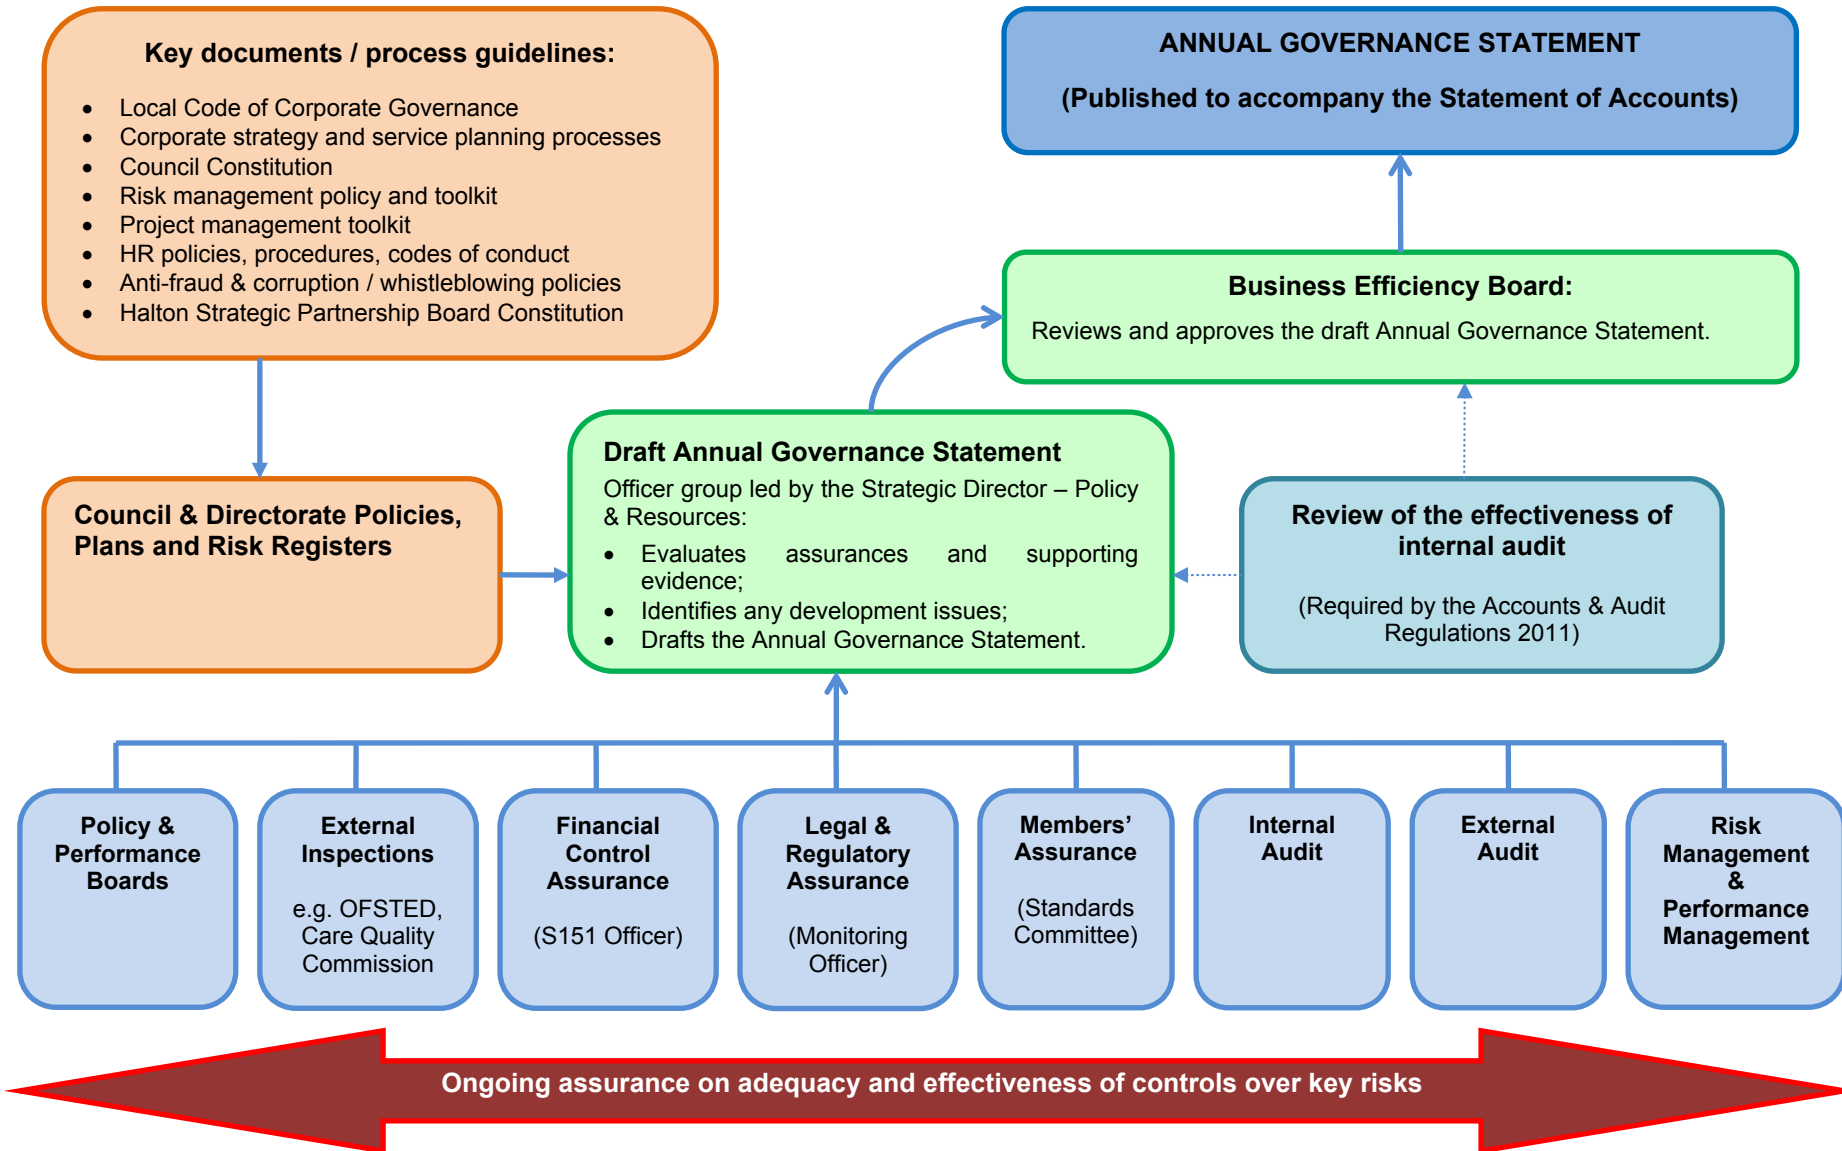 Key documents / process guidelines:
• Local Code of Corporate Governance
• Corporate strategy and service planning processes
• Council Constitution
• Risk management policy and toolkit
• Project management toolkit
• HR policies, procedures, codes of conduct
• Anti-fraud & corruption / whistleblowing policies
• Halton Strategic Partnership Board Constitution
ANNUAL GOVERNANCE STATEMENT
(Published to accompany the Statement of Accounts)
Business Efficiency Board:
Reviews and approves the draft Annual Governance Statement.
Council & Directorate Policies,
Plans and Risk Registers
Draft Annual Governance Statement
Officer group led by the Strategic Director – Policy
& Resources:
• Evaluates assurances and supporting
evidence;
• Identifies any development issues;
• Drafts the Annual Governance Statement.
Review of the effectiveness of
internal audit
(Required by the Accounts & Audit
Regulations 2011)
Policy &
Performance
Boards
External
Inspections
e.g. OFSTED,
Care Quality
Commission
Financial
Control
Assurance
(S151 Officer)
Legal &
Regulatory
Assurance
(Monitoring
Officer)
Members’
Assurance
(Standards
Committee)
Internal
Audit
External
Audit
Risk
Management
&
Performance
Management
Ongoing assurance on adequacy and effectiveness of controls over key risks